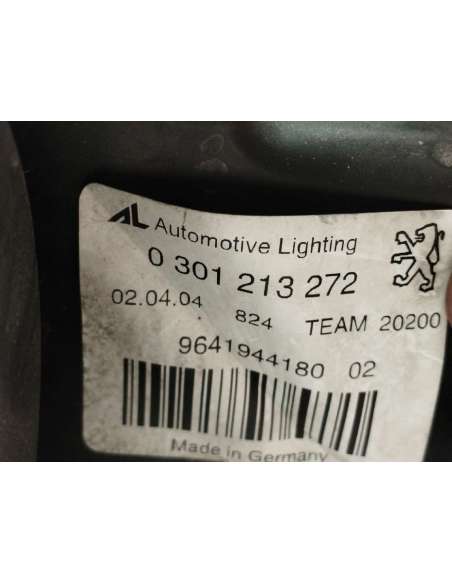 AL Automotive Lighting
0 301 213 272
02.04.04 824 TEAM 20200
9641944180 02
Made in Germany